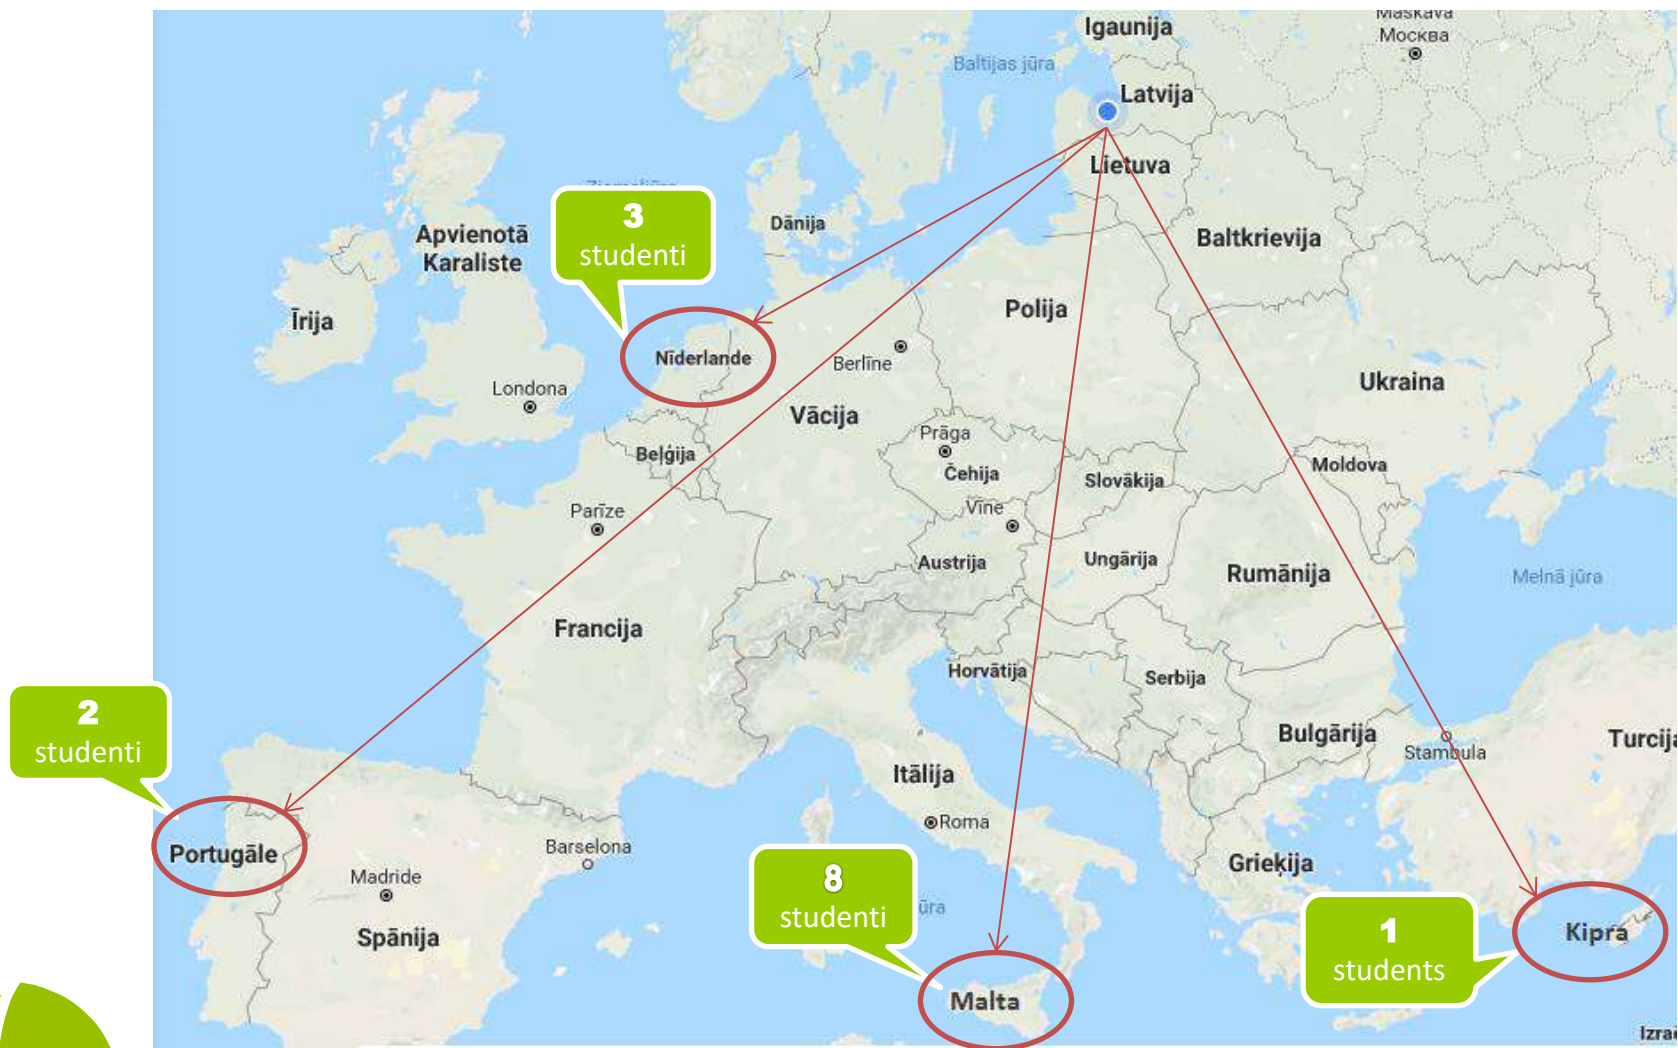 Maskava
Москва
Igaunija
Baltijas jūra
Latvija
Lietuva
3
studenti
Dānija
Apvienotā
Karaliste
Baltkrievija
Īrija
Polija
Nīderlande
Berlīne
Londona
Ukraina
Vācija
Prāga
Beļģija
Čehija
Slovākija
Moldova
Parīze
Vīne
Austrija
Ungārija
Rumānija
Melnā jūra
Francija
Horvātija
Serbija
2
studenti
Bulgārija
Stambula
Turcija
Itālija
Roma
Barselona
Portugāle
Madride
Grieķija
8
studenti
ūra
Spānija
1
students
Kipra
Malta